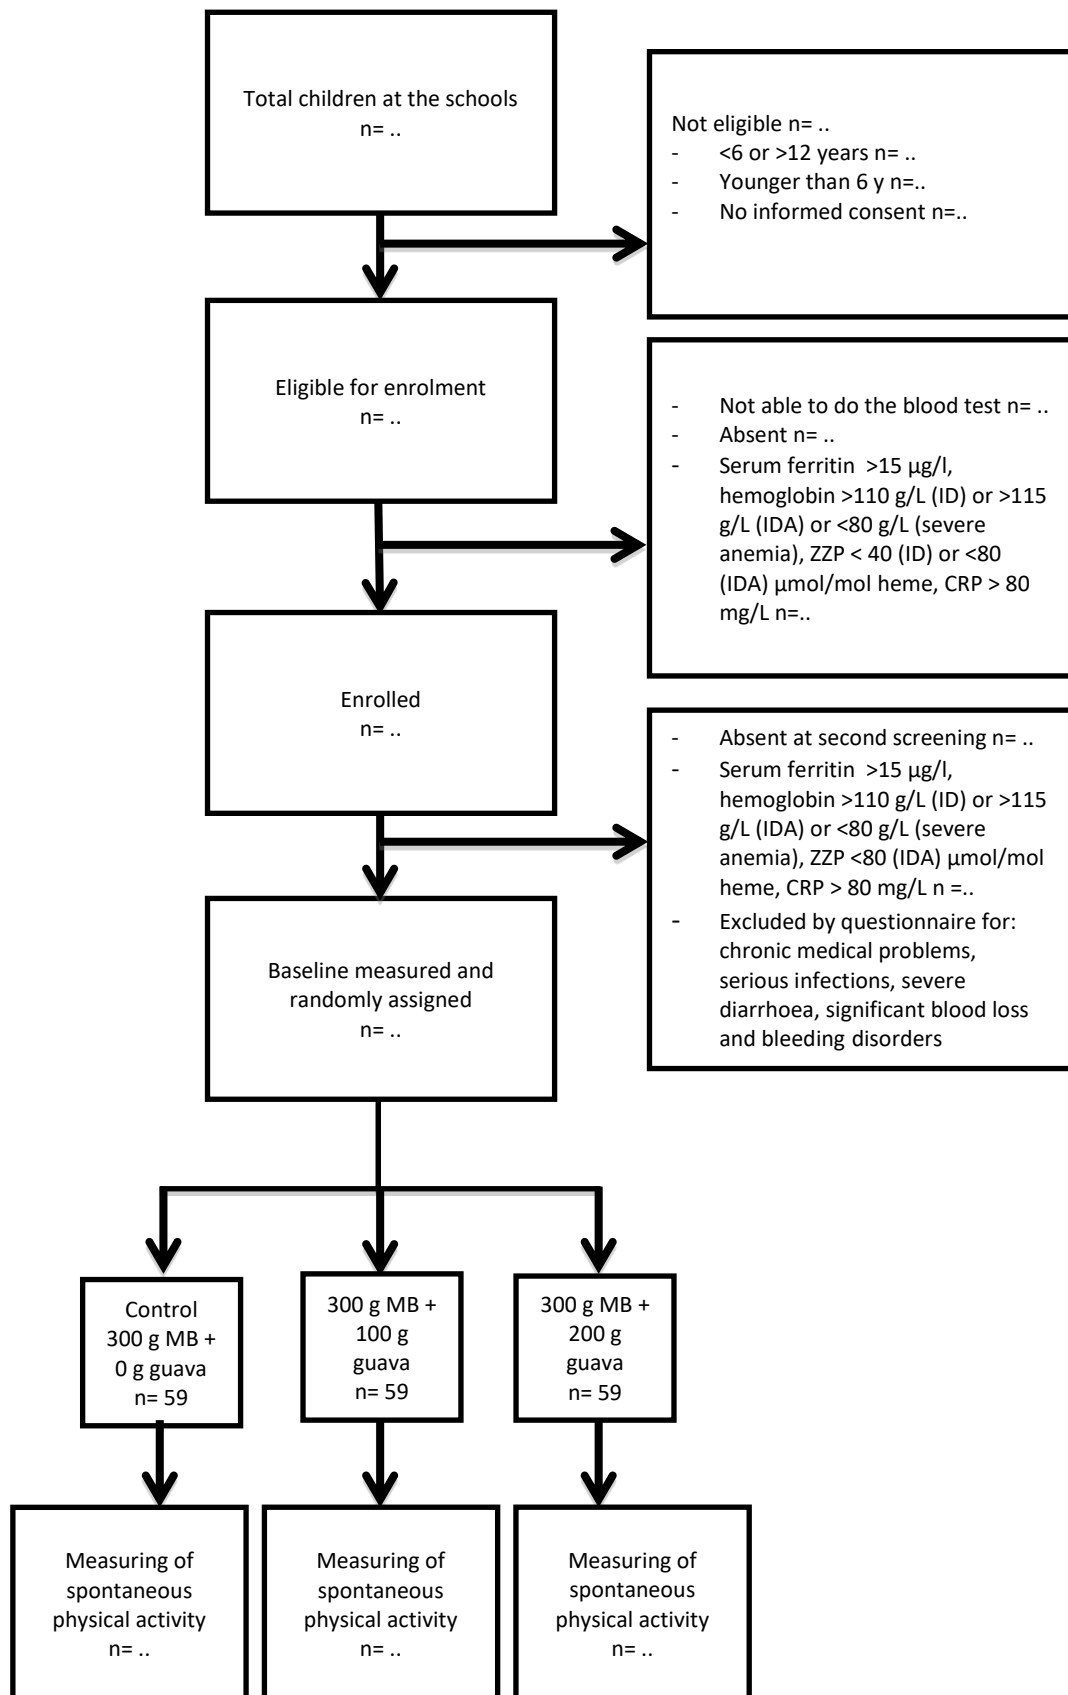 Total children at the schools
n= ..
Not eligible n= ..
- <6 or >12 years n= ..
- Younger than 6 y n=..
- No informed consent n=..
Eligible for enrolment
n= ..
- Not able to do the blood test n= ..
- Absent n= ..
- Serum ferritin >15 µg/l,
hemoglobin >110 g/L (ID) or >115
g/L (IDA) or <80 g/L (severe
anemia), ZZP < 40 (ID) or <80
(IDA) µmol/mol heme, CRP > 80
mg/L n=..
Enrolled
n= ..
- Absent at second screening n= ..
- Serum ferritin >15 µg/l,
hemoglobin >110 g/L (ID) or >115
g/L (IDA) or <80 g/L (severe
anemia), ZZP <80 (IDA) µmol/mol
heme, CRP > 80 mg/L n =..
- Excluded by questionnaire for:
chronic medical problems,
serious infections, severe
diarrhoea, significant blood loss
and bleeding disorders
Baseline measured and
randomly assigned
n= ..
Control
300 g MB +
0 g guava
n= 59
300 g MB +
100 g
guava
n= 59
300 g MB +
200 g
guava
n= 59
Measuring of
spontaneous
physical activity
n= ..
Measuring of
spontaneous
physical activity
n= ..
Measuring of
spontaneous
physical activity
n= ..